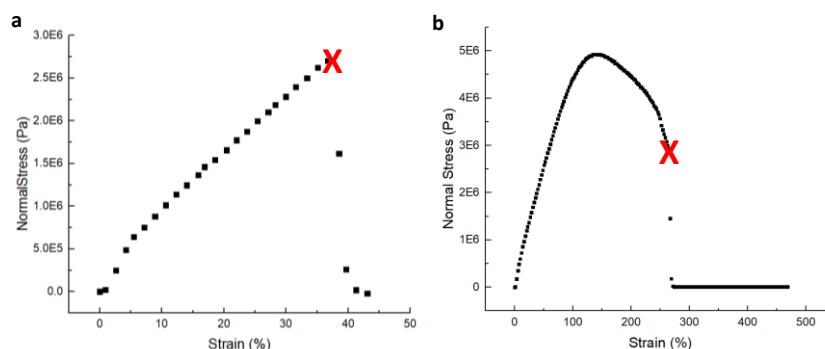 a
3.0E6
2.5E6
2.0E6
1.5E6
1.0E6
5.0E5
0.0
NormalStress (Pa)
0
10
20
30
40
50
Strain (%)
X
b
5E6
4E6
3E6
2E6
1E6
0
Normal Stress (Pa)
0
100
200
300
400
500
Strain (%)
X